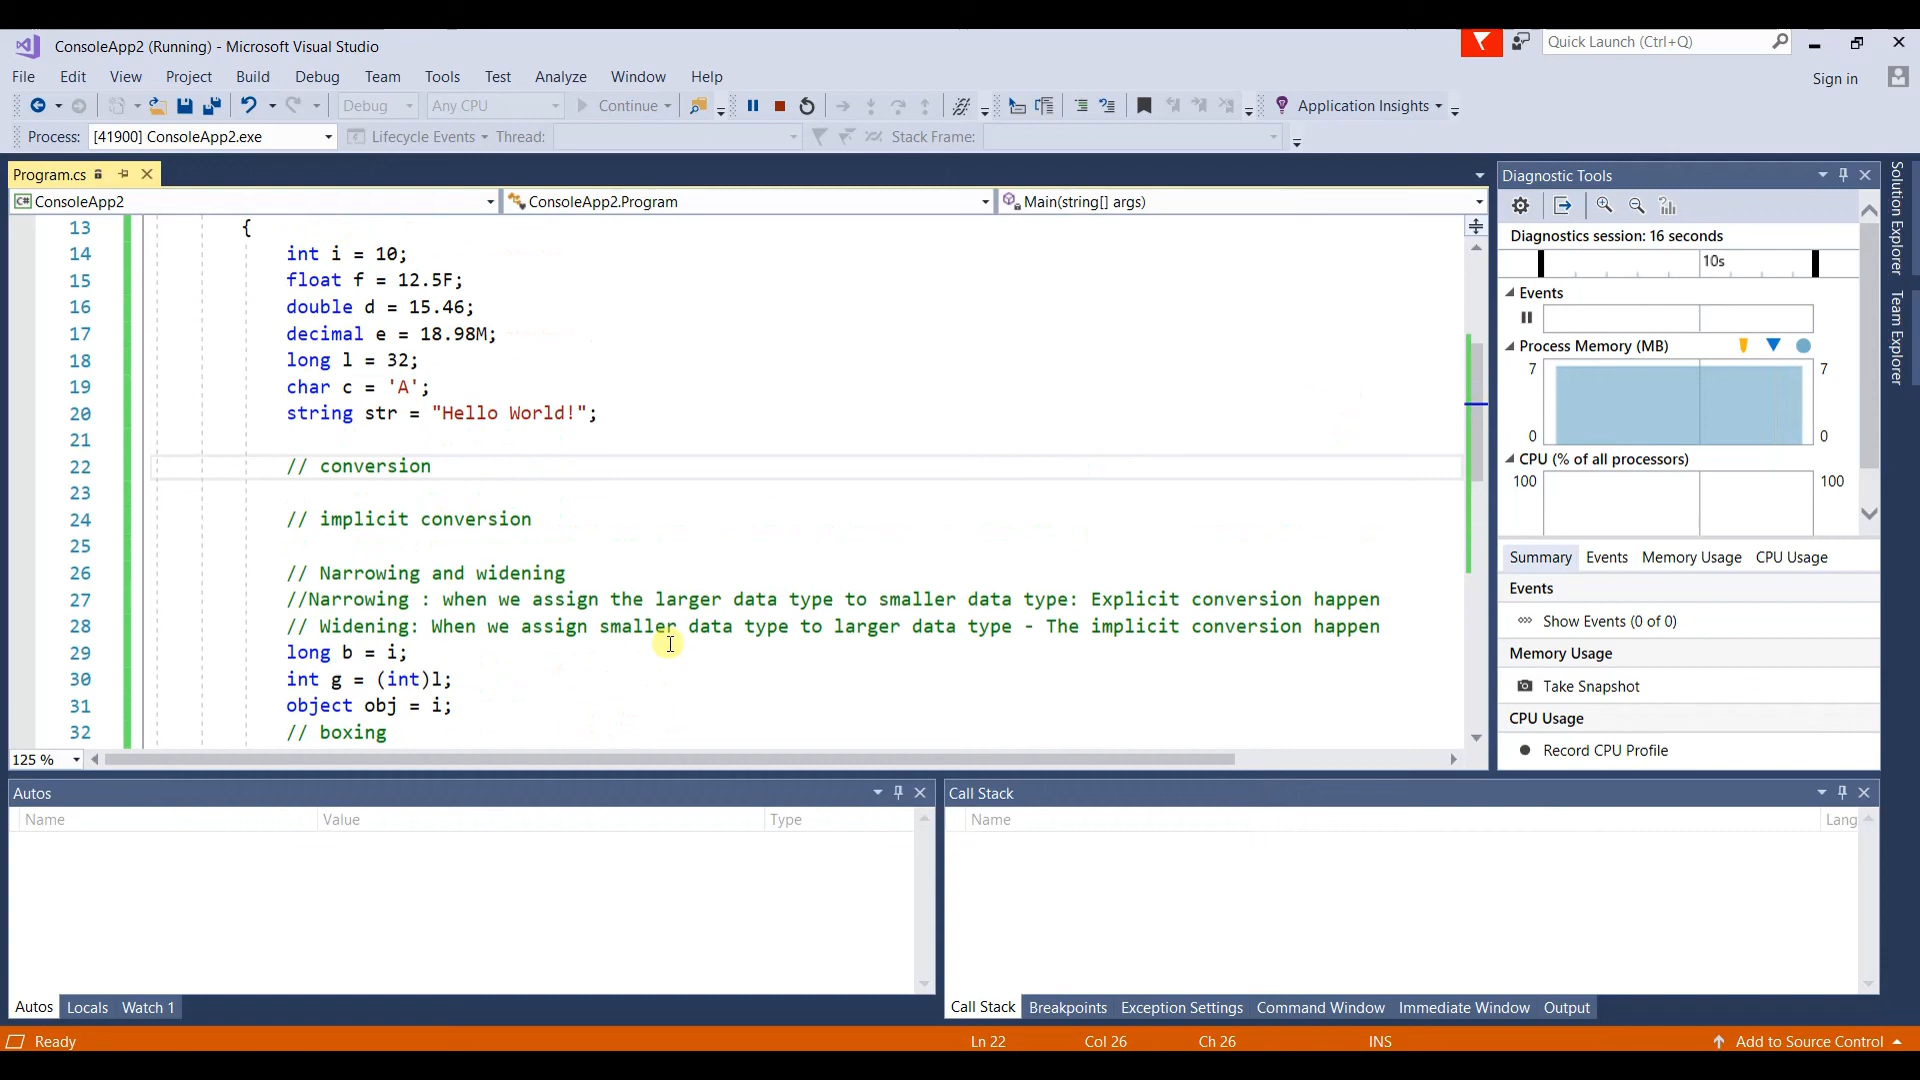 ConsoleApp2 (Running) - Microsoft Visual Studio
Quick Launch (Ctrl+Q)
File Edit View Project Build Debug Team Tools Test Analyze Window Help
Sign in
Debug Any CPU Continue Application Insights
Process: [41900] ConsoleApp2.exe Lifecycle Events Thread: Stack Frame:
Program.cs
ConsoleApp2 ConsoleApp2.Program Main(string[] args)
13 {
14 int i = 10;
15 float f = 12.5F;
16 double d = 15.46;
17 decimal e = 18.98M;
18 long l = 32;
19 char c = 'A';
20 string str = "Hello World!";
21
22 // conversion
23
24 // implicit conversion
25
26 // Narrowing and widening
27 //Narrowing : when we assign the larger data type to smaller data type: Explicit conversion happen
28 // Widening: When we assign smaller data type to larger data type - The implicit conversion happen
29 long b = i;
30 int g = (int)l;
31 object obj = i;
32 // boxing
125 %
Diagnostic Tools
Diagnostics session: 16 seconds
10s
Events
Process Memory (MB)
7 7
0 0
CPU (% of all processors)
100 100
Summary Events Memory Usage CPU Usage
Events
Show Events (0 of 0)
Memory Usage
Take Snapshot
CPU Usage
Record CPU Profile
Solution Explorer
Team Explorer
Autos
Name Value Type
Autos Locals Watch 1
Call Stack
Name Lang
Call Stack Breakpoints Exception Settings Command Window Immediate Window Output
Ready Ln 22 Col 26 Ch 26 INS Add to Source Control